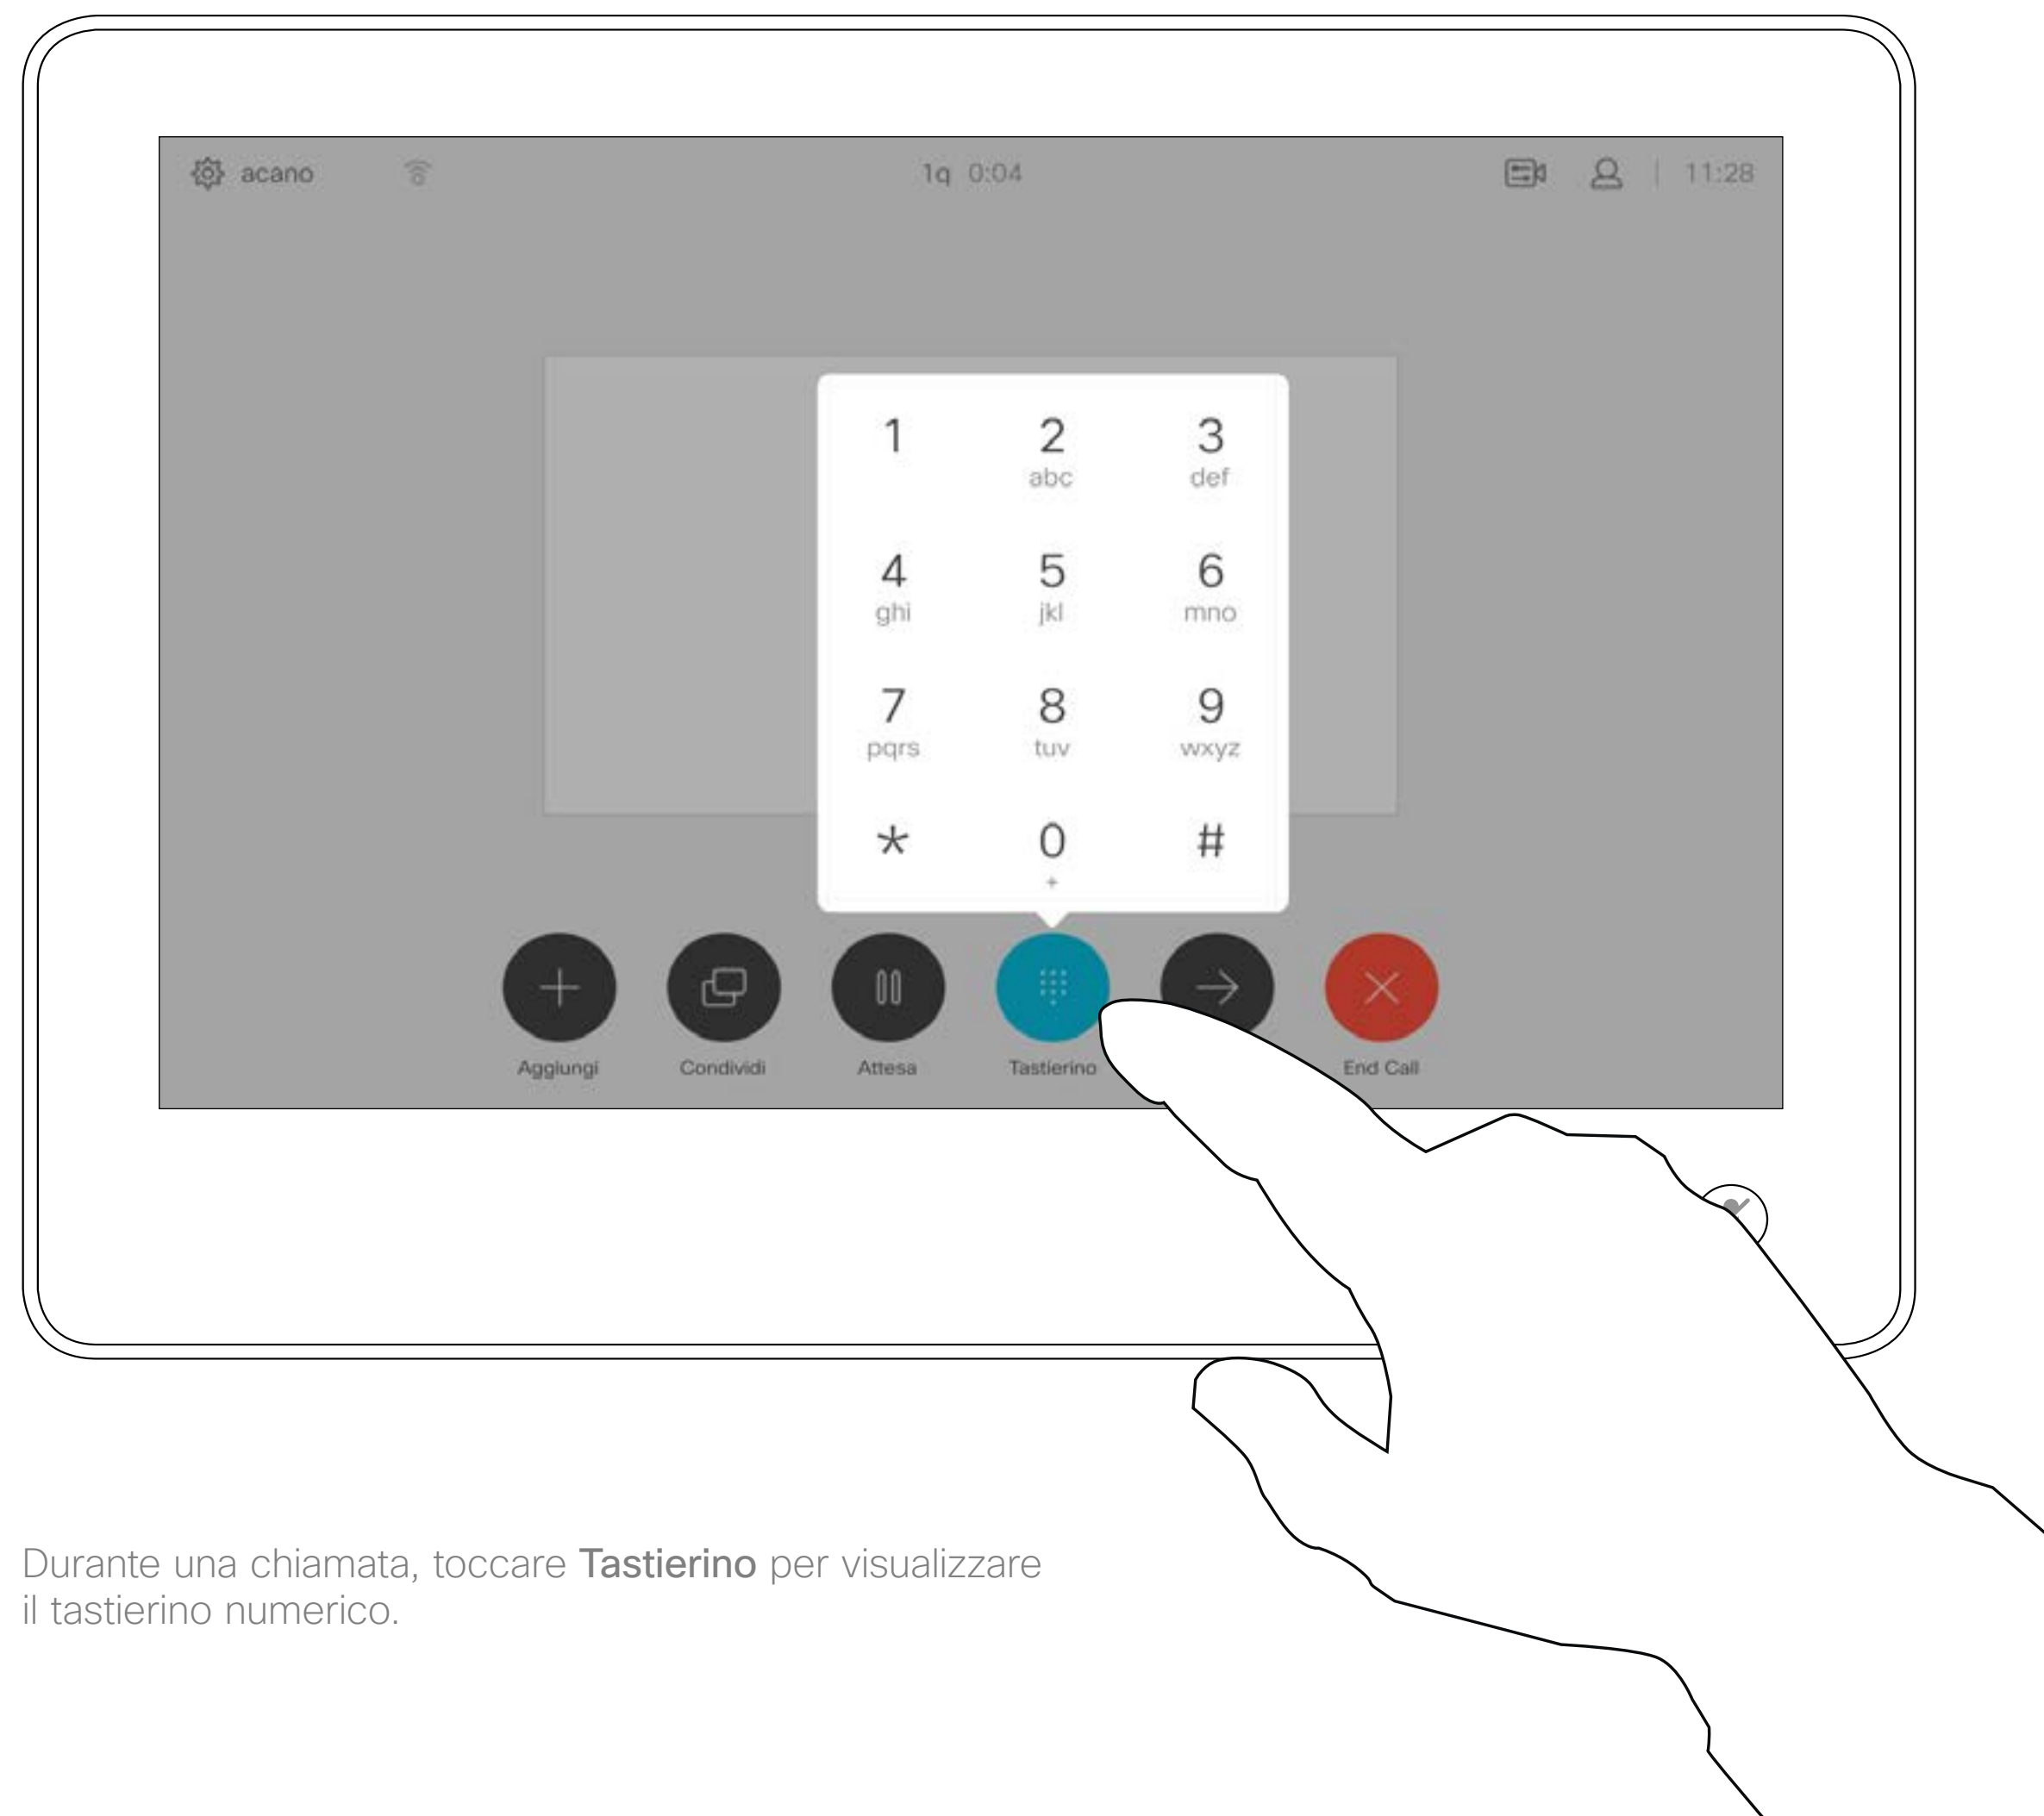 acano 1q 0:04 11:28
1 2 3
abc def
4 5 6
ghi jkl mno
7 8 9
pqrs tuv wxyz
* 0 #
+
Aggiungi Condividi Attesa Tastierino End Call
Durante una chiamata, toccare Tastierino per visualizzare
il tastierino numerico.